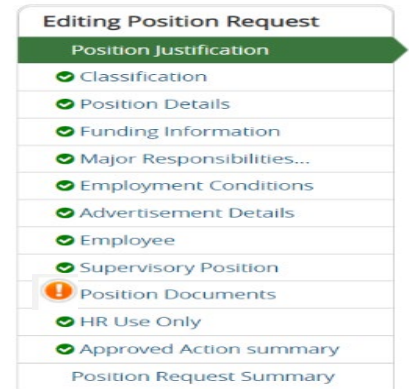 Editing Position Request
Position Justification
Classification
Position Details
Funding Information
Major Responsibilities...
Employment Conditions
Advertisement Details
Employee
Supervisory Position
Position Documents
HR Use Only
Approved Action summary
Position Request Summary